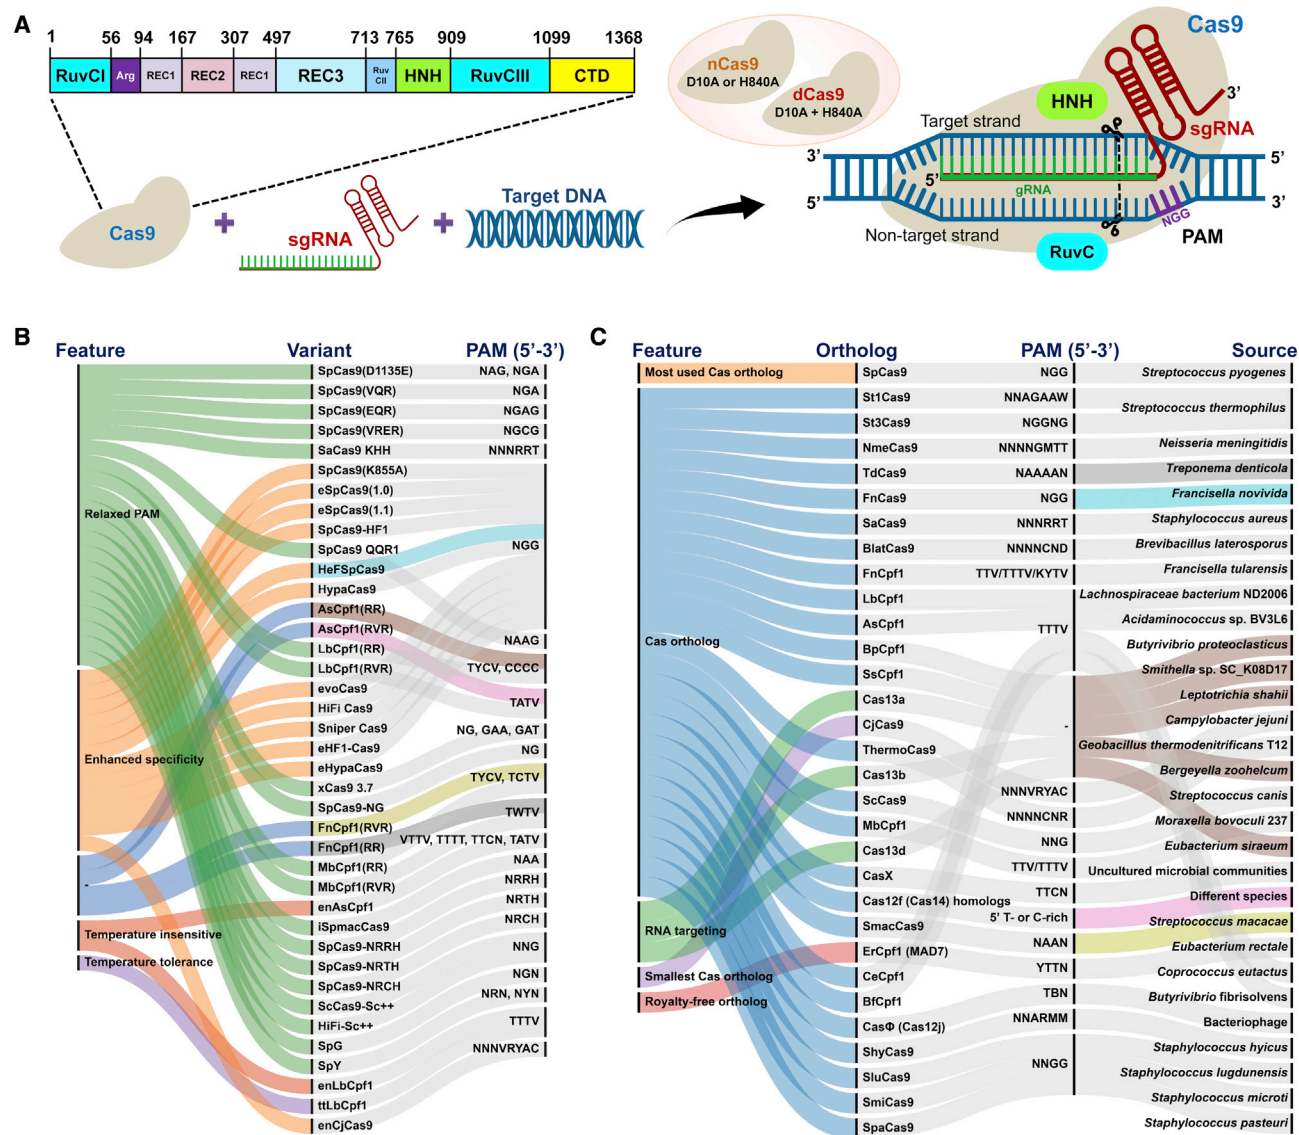 A
1 56 94 167 307 497 713 765 909 1099 1368
RuvCI Arg REC1 REC2 REC1 REC3 Ruv CII HNH RuvCIII CTD
Cas9
sgRNA
Target DNA
nCas9
D10A or H840A
dCas9
D10A + H840A
Cas9
HNH
3’
sgRNA
Target strand
3’ 5’
5’
gRNA
5’ 3’
NGG
Non-target strand
PAM
RuvC
B
Feature Variant PAM (5’-3’)
Relaxed PAM
Enhanced specificity
-
Temperature insensitive
Temperature tolerance
SpCas9(D1135E)
SpCas9(VQR)
SpCas9(EQR)
SpCas9(VRER)
SaCas9 KHH
SpCas9(K855A)
eSpCas9(1.0)
eSpCas9(1.1)
SpCas9-HF1
SpCas9 QQR1
HeFSpCas9
HypaCas9
AsCpf1(RR)
AsCpf1(RVR)
LbCpf1(RR)
LbCpf1(RVR)
evoCas9
HiFi Cas9
Sniper Cas9
eHF1-Cas9
eHypaCas9
xCas9 3.7
SpCas9-NG
FnCpf1(RVR)
FnCpf1(RR)
MbCpf1(RR)
MbCpf1(RVR)
enAsCpf1
iSpmacCas9
SpCas9-NRRH
SpCas9-NRTH
SpCas9-NRCH
ScCas9-Sc++
HiFi-Sc++
SpG
SpY
enLbCpf1
ttLbCpf1
enCjCas9
NAG, NGA
NGA
NGAG
NGCG
NNNRRT
NGG
NAAG
TYCV, CCCC
TATV
NG, GAA, GAT
NG
TYCV, TCTV
TWTV
VTTV, TTTT, TTCN, TATV
NAA
NRRH
NRTH
NRCH
NNG
NGN
NRN, NYN
TTTV
NNNVRYAC
C
Feature Ortholog PAM (5’-3’) Source
Most used Cas ortholog
Cas ortholog
RNA targeting
Smallest Cas ortholog
Royalty-free ortholog
SpCas9
St1Cas9
St3Cas9
NmeCas9
TdCas9
FnCas9
SaCas9
BlatCas9
FnCpf1
LbCpf1
AsCpf1
BpCpf1
SsCpf1
Cas13a
CjCas9
ThermoCas9
Cas13b
ScCas9
MbCpf1
Cas13d
CasX
Cas12f (Cas14) homologs
SmacCas9
ErCpf1 (MAD7)
CeCpf1
BfCpf1
CasΦ (Cas12j)
ShyCas9
SluCas9
SmiCas9
SpaCas9
NGG
NNAGAAW
NGGNG
NNNNGMTT
NAAAAN
NGG
NNNRRT
NNNNCND
TTV/TTTV/KYTV
TTTV
-
NNNVRYAC
NNNNCNR
NNG
TTV/TTTV
TTCN
5’ T- or C-rich
NAAN
YTTN
TBN
NNARMM
NNGG
Streptococcus pyogenes
Streptococcus thermophilus
Neisseria meningitidis
Treponema denticola
Francisella novivida
Staphylococcus aureus
Brevibacillus laterosporus
Francisella tularensis
Lachnospiraceae bacterium ND2006
Acidaminococcus sp. BV3L6
Butyrivibrio proteoclasticus
Smithella sp. SC_K08D17
Leptotrichia shahii
Campylobacter jejuni
Geobacillus thermodenitrificans T12
Bergeyella zoohelcum
Streptococcus canis
Moraxella bovoculi 237
Eubacterium siraeum
Uncultured microbial communities
Different species
Streptococcus macacae
Eubacterium rectale
Coprococcus eutactus
Butyrivibrio fibrisolvens
Bacteriophage
Staphylococcus hyicus
Staphylococcus lugdunensis
Staphylococcus microti
Staphylococcus pasteuri